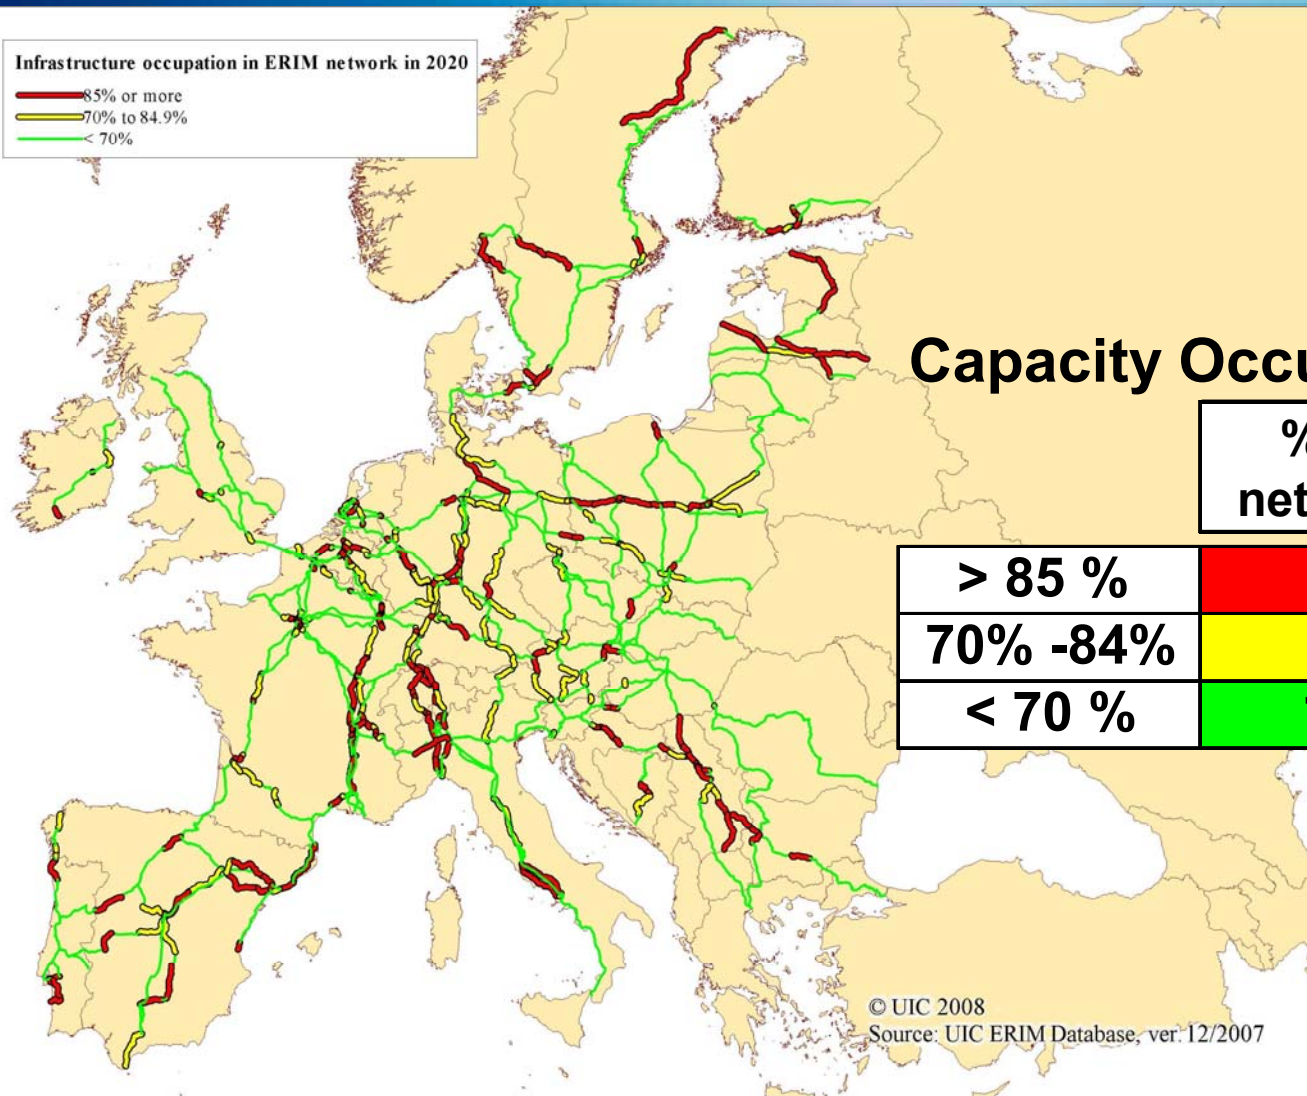 Infrastructure occupation in ERIM network in 2020
85% or more
70% to 84.9%
< 70%
Capacity Occu
%
net
> 85 %
70% -84%
< 70 %
© UIC 2008
Source: UIC ERIM Database, ver. 12/2007